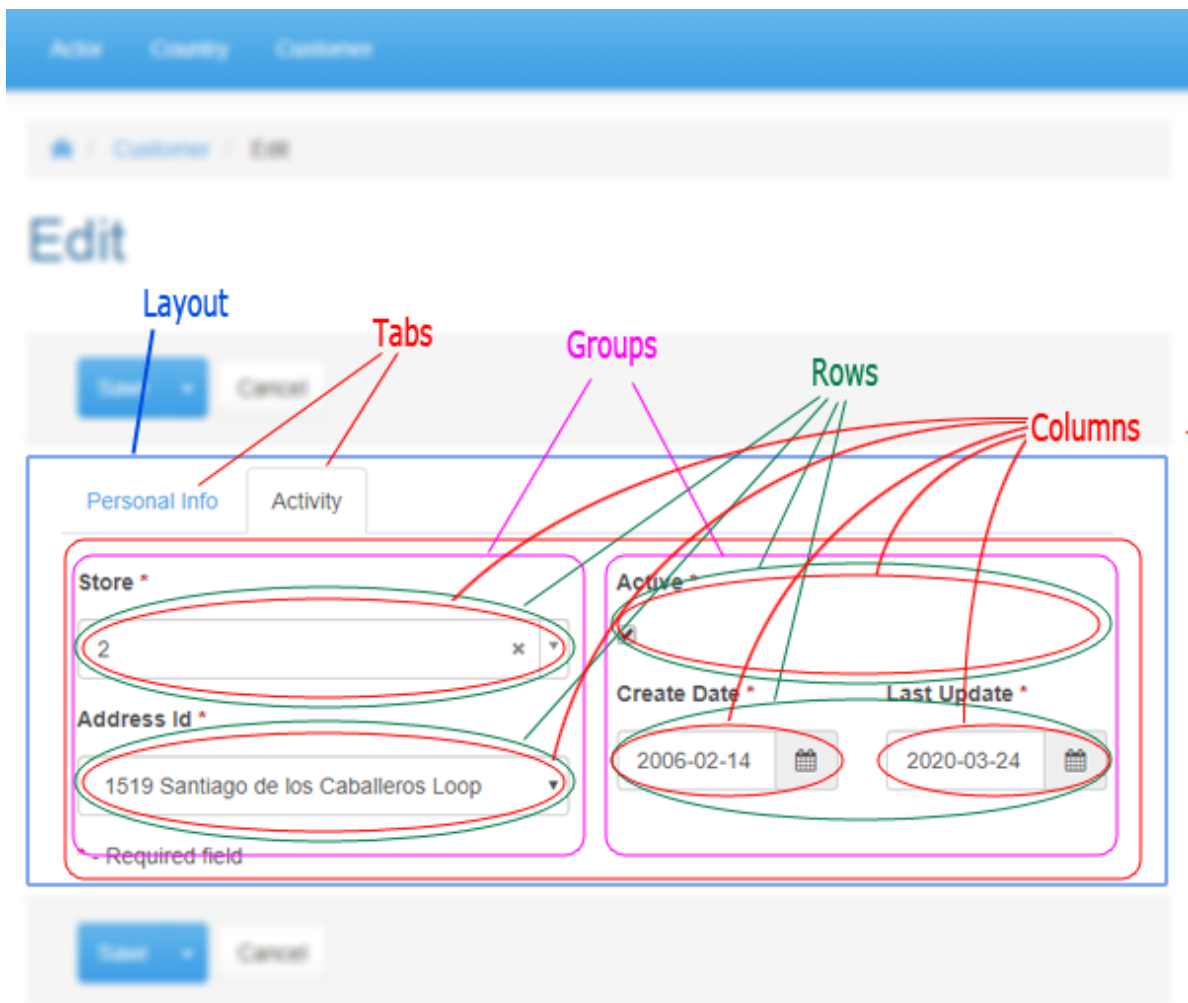 Actor Country Customer
/ Customer / Edit
Edit
Layout
Tabs
Groups
Rows
Columns
Save Cancel
Personal Info Activity
Store * Active *
2
Create Date * Last Update *
Address Id *
2006-02-14 2020-03-24
1519 Santiago de los Caballeros Loop
* - Required field
Save Cancel